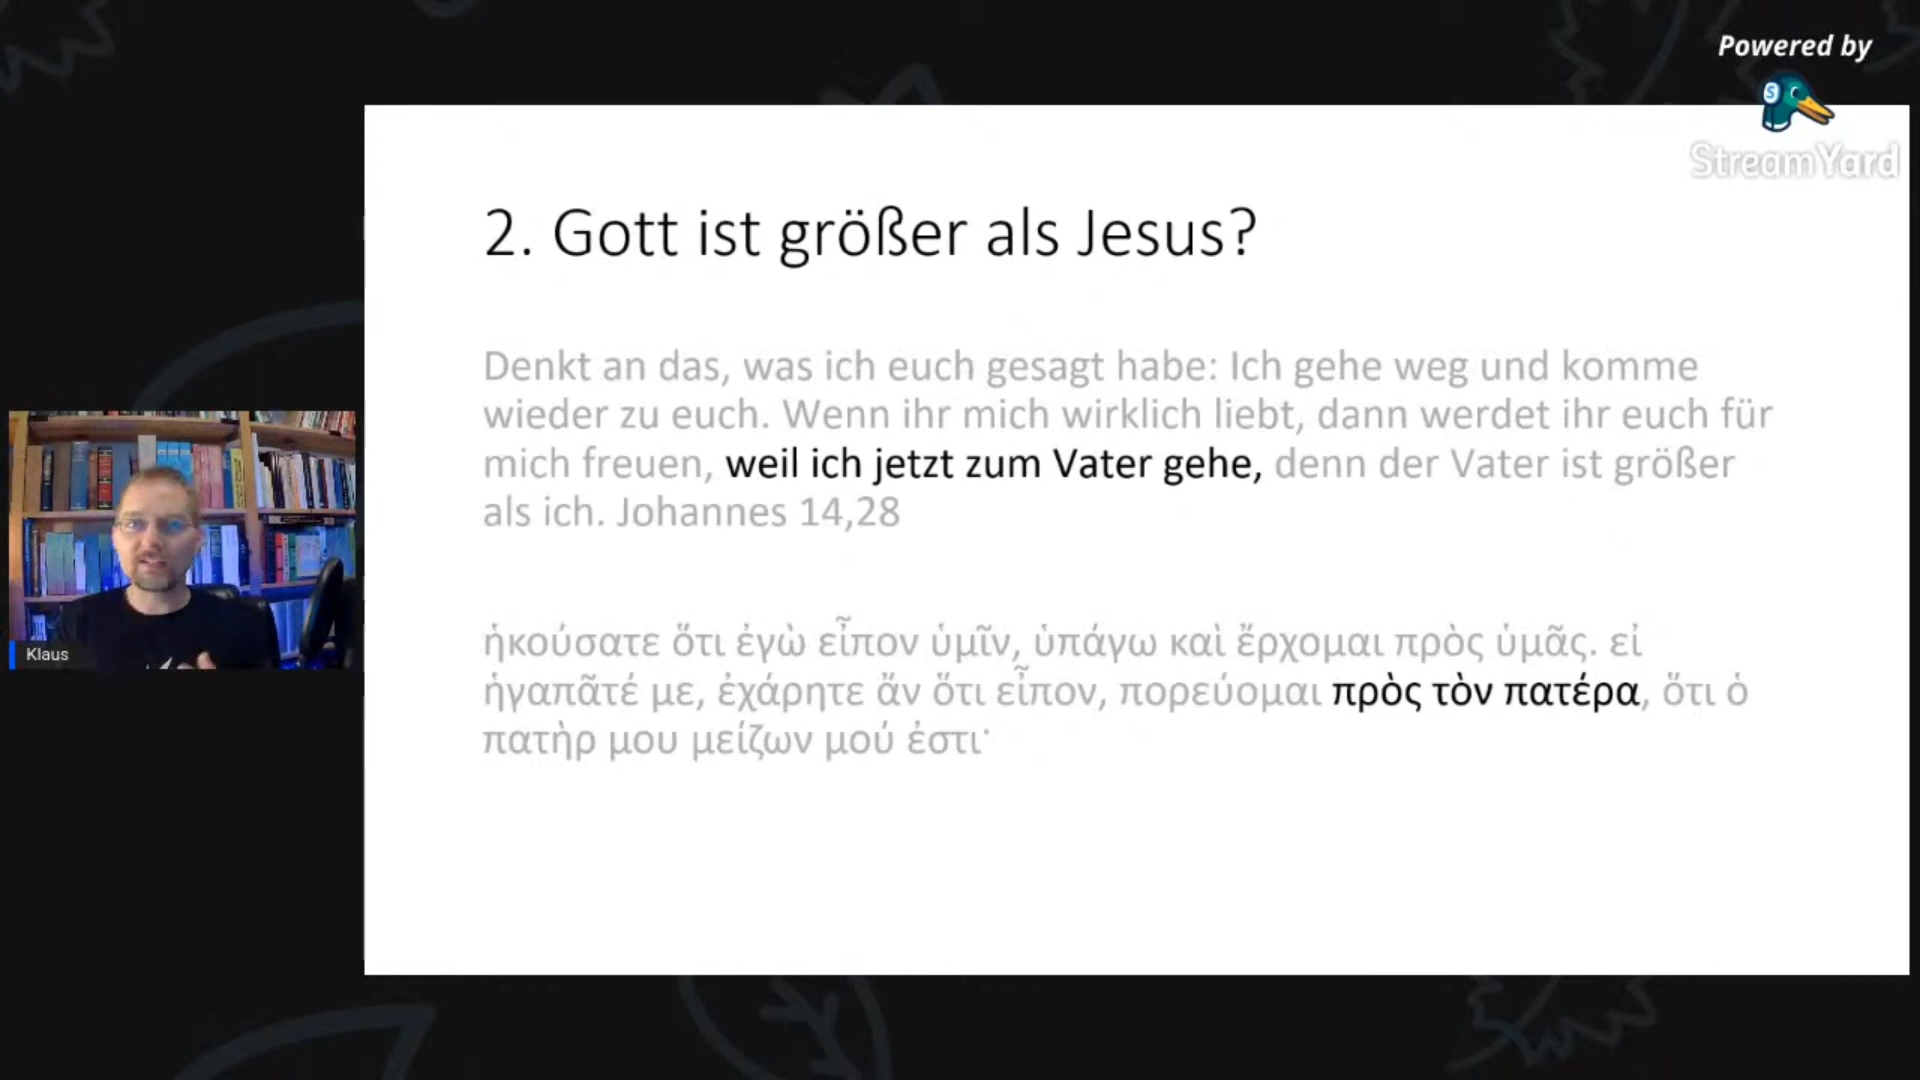 Powered by
StreamYard
2. Gott ist größer als Jesus?
Denkt an das, was ich euch gesagt habe: Ich gehe weg und komme
wieder zu euch. Wenn ihr mich wirklich liebt, dann werdet ihr euch für
mich freuen, weil ich jetzt zum Vater gehe, denn der Vater ist größer
als ich. Johannes 14,28
ἠκούσατε ὅτι ἐγὼ εἶπον ὑμῖν, ὑπάγω καὶ ἔρχομαι πρὸς ὑμᾶς. εἰ
ἠγαπᾶτέ με, ἐχάρητε ἄν ὅτι εἶπον, πορεύομαι πρὸς τὸν πατέρα, ὅτι ὁ
πατὴρ μου μείζων μού ἐστι·
Klaus